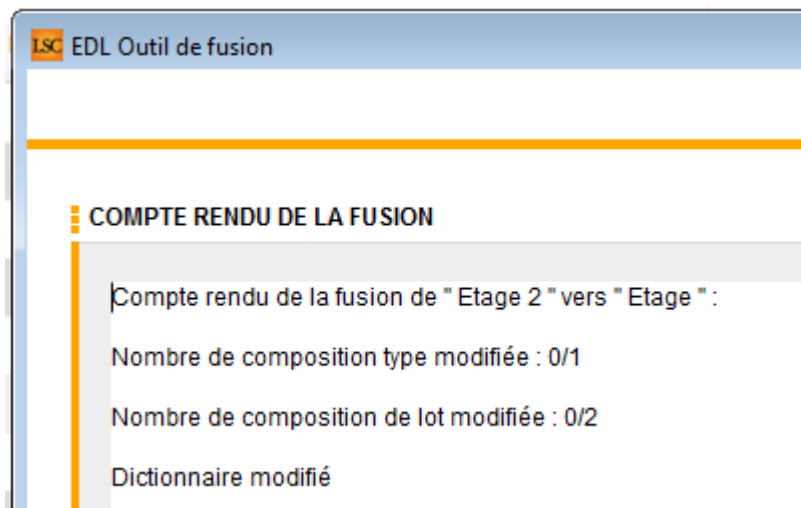 LSC EDL Outil de fusion
COMPTE RENDU DE LA FUSION
Compte rendu de la fusion de " Etage 2 " vers " Etage " :
Nombre de composition type modifiée : 0/1
Nombre de composition de lot modifiée : 0/2
Dictionnaire modifié